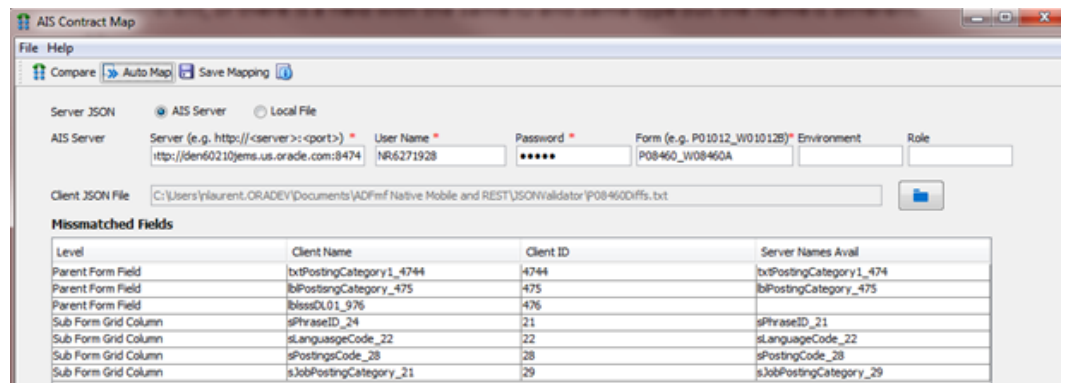 AIS Contract Map
File Help
Compare Auto Map Save Mapping
Server JSON AIS Server Local File
AIS Server Server (e.g. http://<server>:<port>) * User Name * Password * Form (e.g. P01012_W01012B)* Environment Role
ttp://den60210jems.us.oracle.com:8474 NR6271928 ••••• P08460_W08460A
Client JSON File C:\Users\nlaurent.ORADEV\Documents\ADFmf Native Mobile and REST\JSONValidator\P08460Diffs.txt
Missmatched Fields
Level Client Name Client ID Server Names Avail
Parent Form Field txtPostingCategory1_4744 4744 txtPostingCategory1_474
Parent Form Field lblPostisngCategory_475 475 lblPostingCategory_475
Parent Form Field lblsssDL01_976 476
Sub Form Grid Column sPhraseID_24 21 sPhraseID_21
Sub Form Grid Column sLanguasgeCode_22 22 sLanguageCode_22
Sub Form Grid Column sPostingsCode_28 28 sPostingCode_28
Sub Form Grid Column sJobPostingCategory_21 29 sJobPostingCategory_29